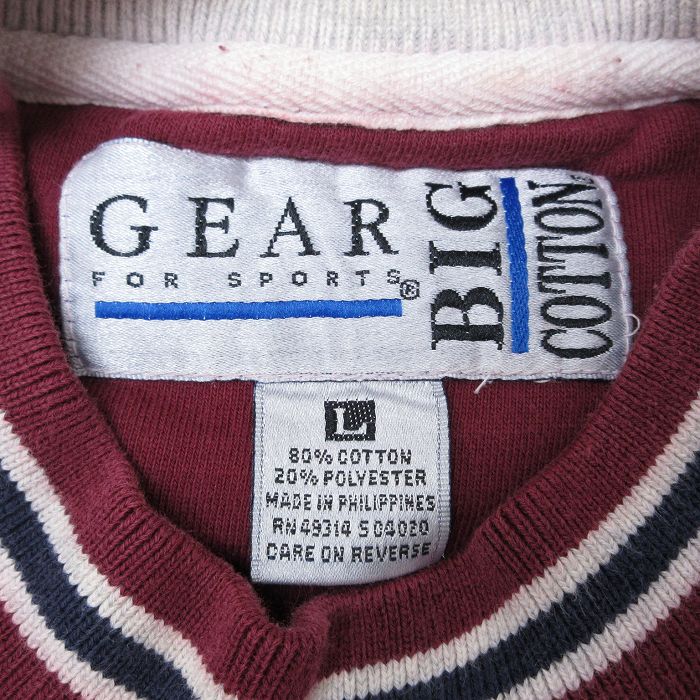 GEAR
FOR SPORTS®
BIG
COTTON
L
80% COTTON
20% POLYESTER
MADE IN PHILIPPINES
RN 49314 S 04020
CARE ON REVERSE